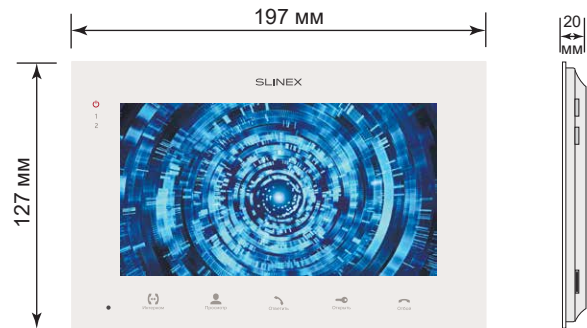 197 мм
20
мм
SLINEX
1
2
127 мм
Интерком Просмотр Ответить Открыть Отбой